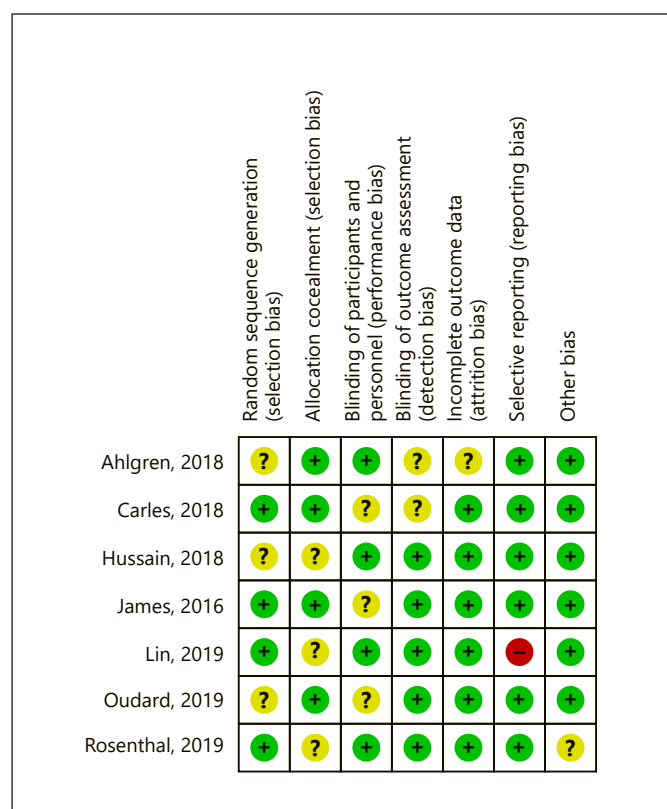 Random sequence generation
(selection bias)
Allocation cocealment (selection bias)
Blinding of participants and
personnel (performance bias)
Blinding of outcome assessment
(detection bias)
Incomplete outcome data
(attrition bias)
Selective reporting (reporting bias)
Other bias
Ahlgren, 2018 ? + + ? ? + +
Carles, 2018 + + ? ? + + +
Hussain, 2018 ? ? + + + + +
James, 2016 + + ? + + + +
Lin, 2019 + ? + + + – +
Oudard, 2019 ? + ? + + + +
Rosenthal, 2019 + ? + + + + ?